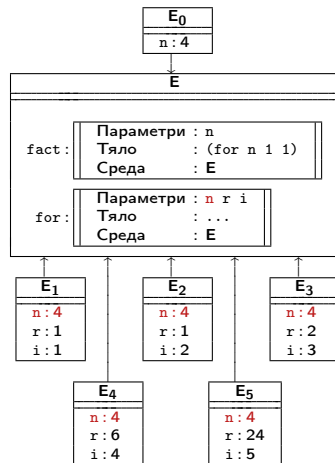 E0
n : 4
E
fact :
Параметри : n
Тяло : (for n 1 1)
Среда : E
for :
Параметри : n r i
Тяло : ...
Среда : E
E1
n : 4
r : 1
i : 1
E2
n : 4
r : 1
i : 2
E3
n : 4
r : 2
i : 3
E4
n : 4
r : 6
i : 4
E5
n : 4
r : 24
i : 5